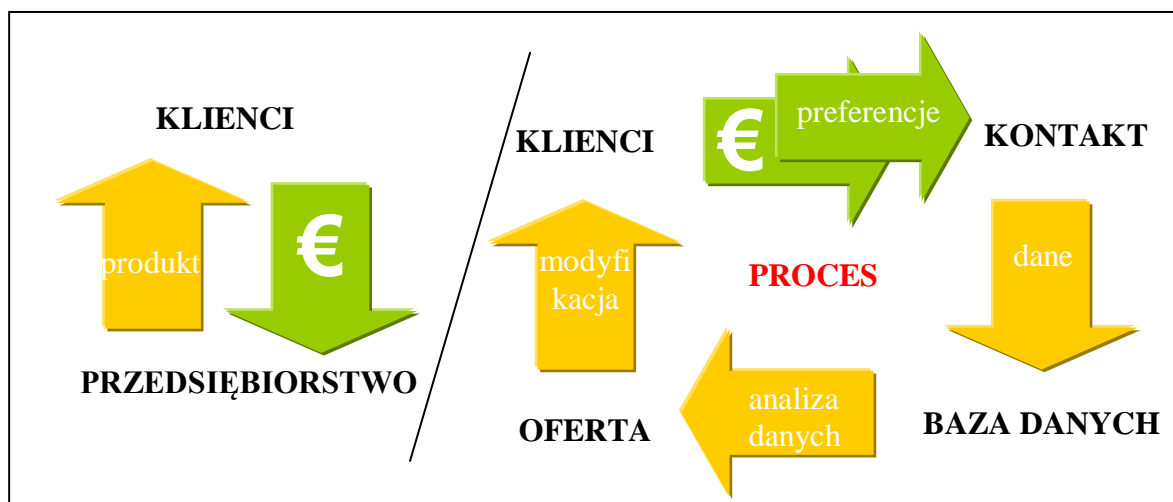 KLIENCI
produkt
€
PRZEDSIĘBIORSTWO
KLIENCI
€
preferencje
KONTAKT
modyfi
kacja
PROCES
dane
OFERTA
analiza
danych
BAZA DANYCH